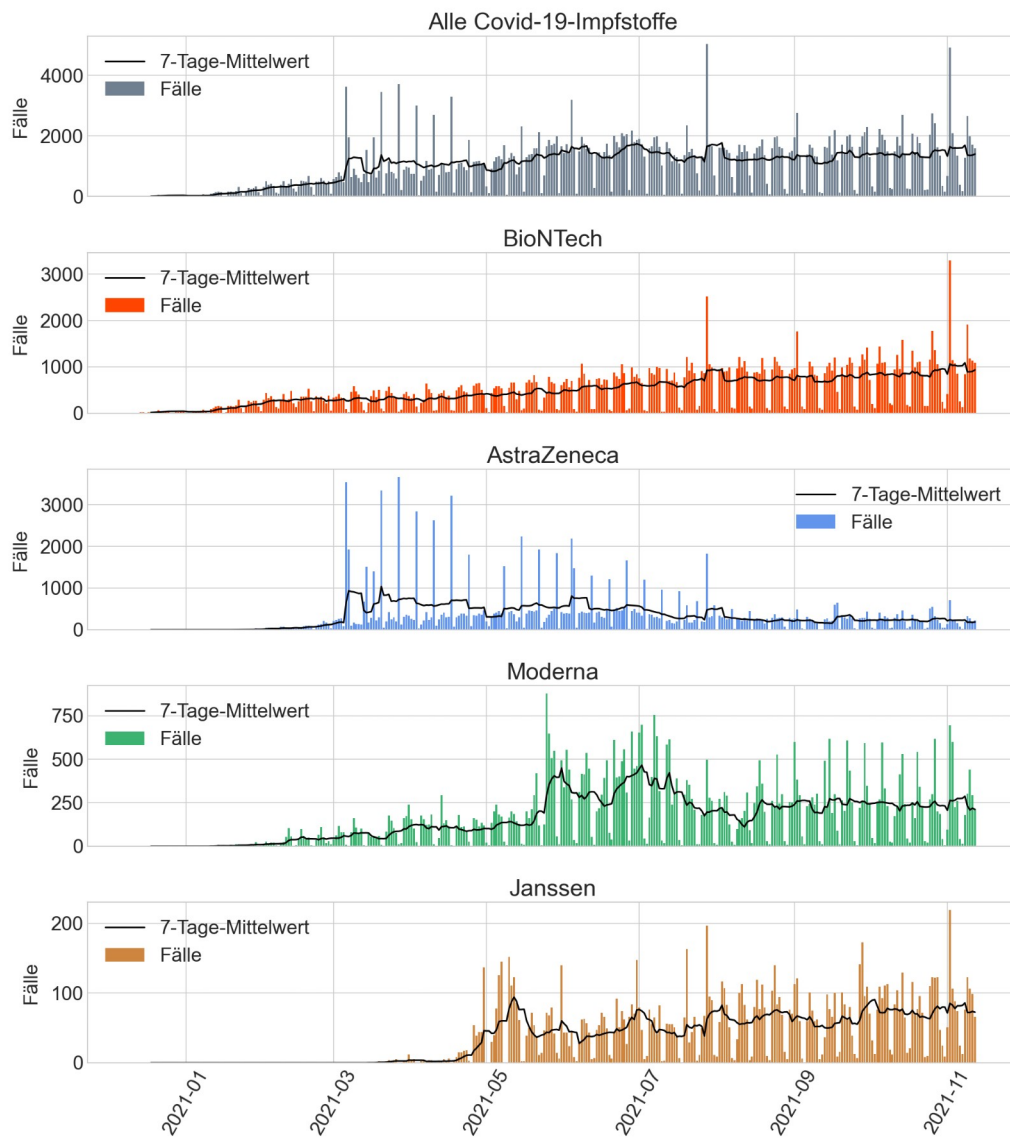 Alle Covid-19-Impfstoffe
7-Tage-Mittelwert
Fälle
Fälle
4000
2000
0
BioNTech
7-Tage-Mittelwert
Fälle
Fälle
3000
2000
1000
0
AstraZeneca
7-Tage-Mittelwert
Fälle
Fälle
3000
2000
1000
0
Moderna
7-Tage-Mittelwert
Fälle
Fälle
750
500
250
0
Janssen
7-Tage-Mittelwert
Fälle
Fälle
200
100
0
2021-01
2021-03
2021-05
2021-07
2021-09
2021-11